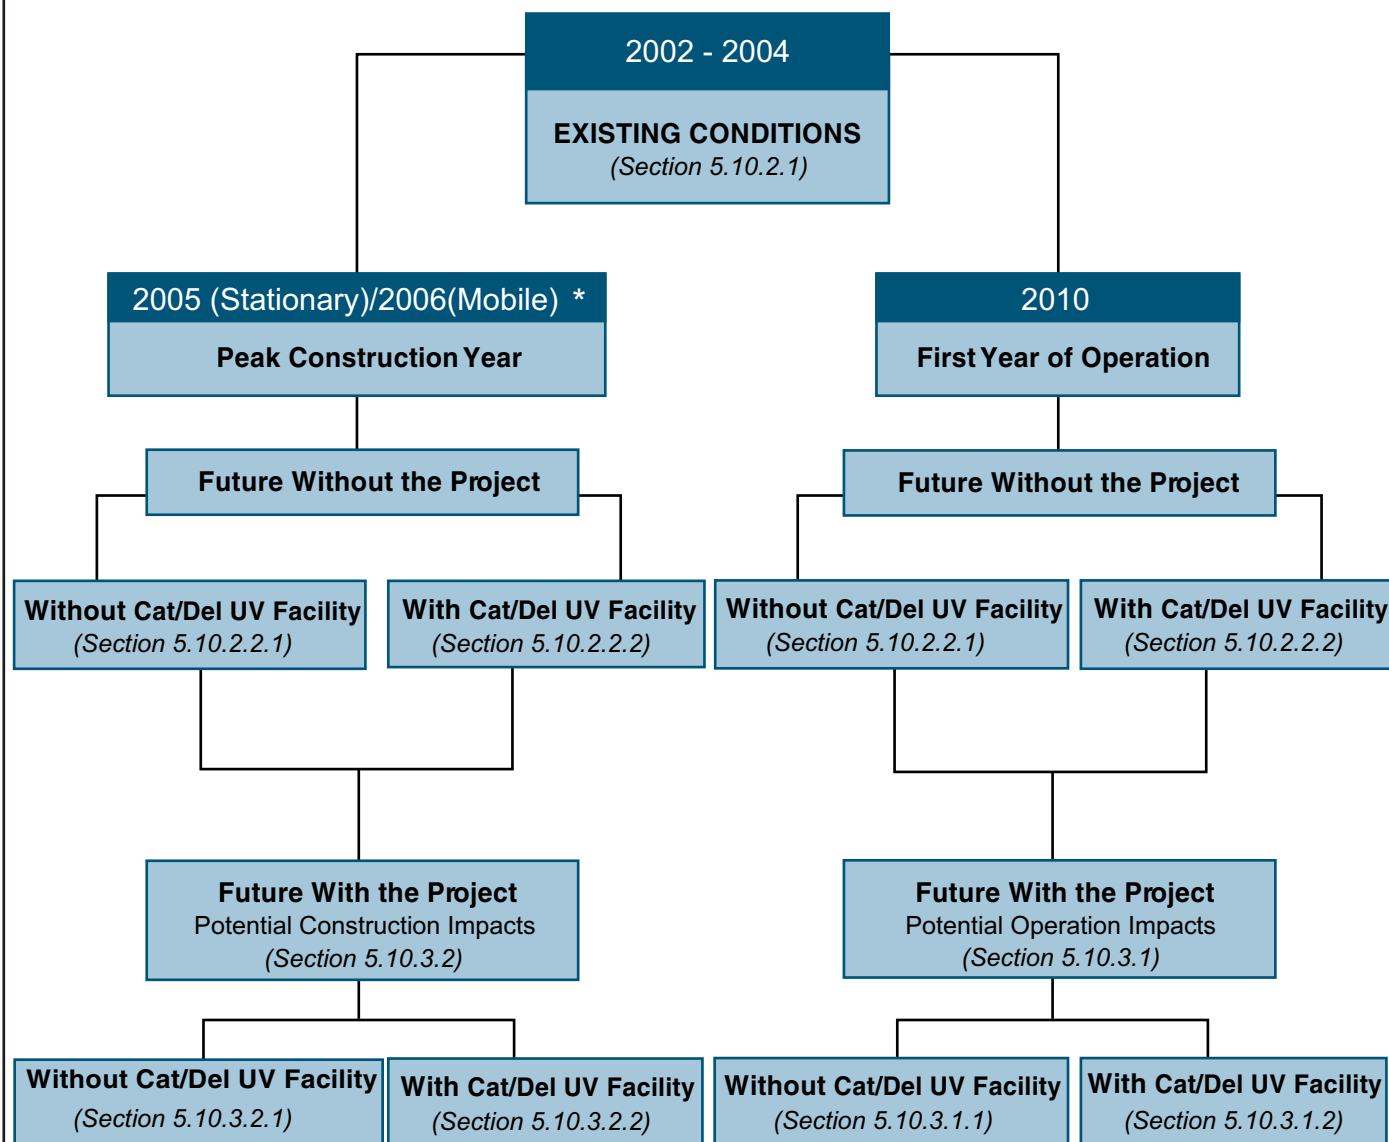 2002 - 2004
EXISTING CONDITIONS
(Section 5.10.2.1)
2005 (Stationary)/2006(Mobile) *
Peak Construction Year
2010
First Year of Operation
Future Without the Project
Future Without the Project
Without Cat/Del UV Facility
(Section 5.10.2.2.1)
With Cat/Del UV Facility
(Section 5.10.2.2.2)
Without Cat/Del UV Facility
(Section 5.10.2.2.1)
With Cat/Del UV Facility
(Section 5.10.2.2.2)
Future With the Project
Potential Construction Impacts
(Section 5.10.3.2)
Future With the Project
Potential Operation Impacts
(Section 5.10.3.1)
Without Cat/Del UV Facility
(Section 5.10.3.2.1)
With Cat/Del UV Facility
(Section 5.10.3.2.2)
Without Cat/Del UV Facility
(Section 5.10.3.1.1)
With Cat/Del UV Facility
(Section 5.10.3.1.2)